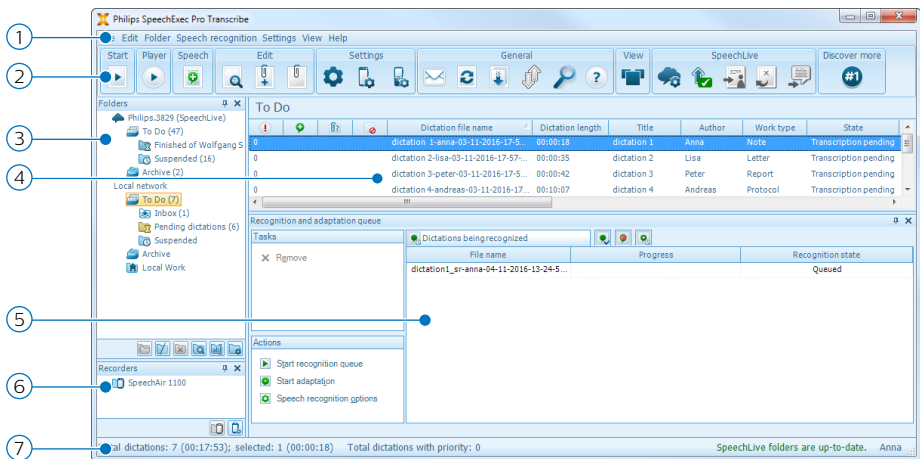 Philips SpeechExec Pro Transcribe
1
Edit Folder Speech recognition Settings View Help
Start Player Speech Edit Settings General View SpeechLive Discover more
2
#1
Folders
Philips.3829 (SpeechLive)
3
To Do (47)
Finished of Wolfgang S
Suspended (16)
Archive (2)
Local network
To Do (7)
Inbox (1)
Pending dictations (6)
Suspended
Archive
Local Work
To Do
Dictation file name Dictation length Title Author Work type State
0 dictation 1-anna-03-11-2016-17-5... 00:00:18 dictation 1 Anna Note Transcription pending
0 dictation 2-lisa-03-11-2016-17-57-... 00:00:35 dictation 2 Lisa Letter Transcription pending
4
0 dictation 3-peter-03-11-2016-17-5... 00:00:42 dictation 3 Peter Report Transcription pending
0 dictation 4-andreas-03-11-2016-17... 00:10:07 dictation 4 Andreas Protocol Transcription pending
Recognition and adaptation queue
Tasks
Remove
Dictations being recognized
File name Progress Recognition state
dictation1_sr-anna-04-11-2016-13-24-5... Queued
5
Actions
Start recognition queue
Start adaptation
Speech recognition options
Recorders
6
SpeechAir 1100
7
tal dictations: 7 (00:17:53); selected: 1 (00:00:18) Total dictations with priority: 0 SpeechLive folders are up-to-date. Anna